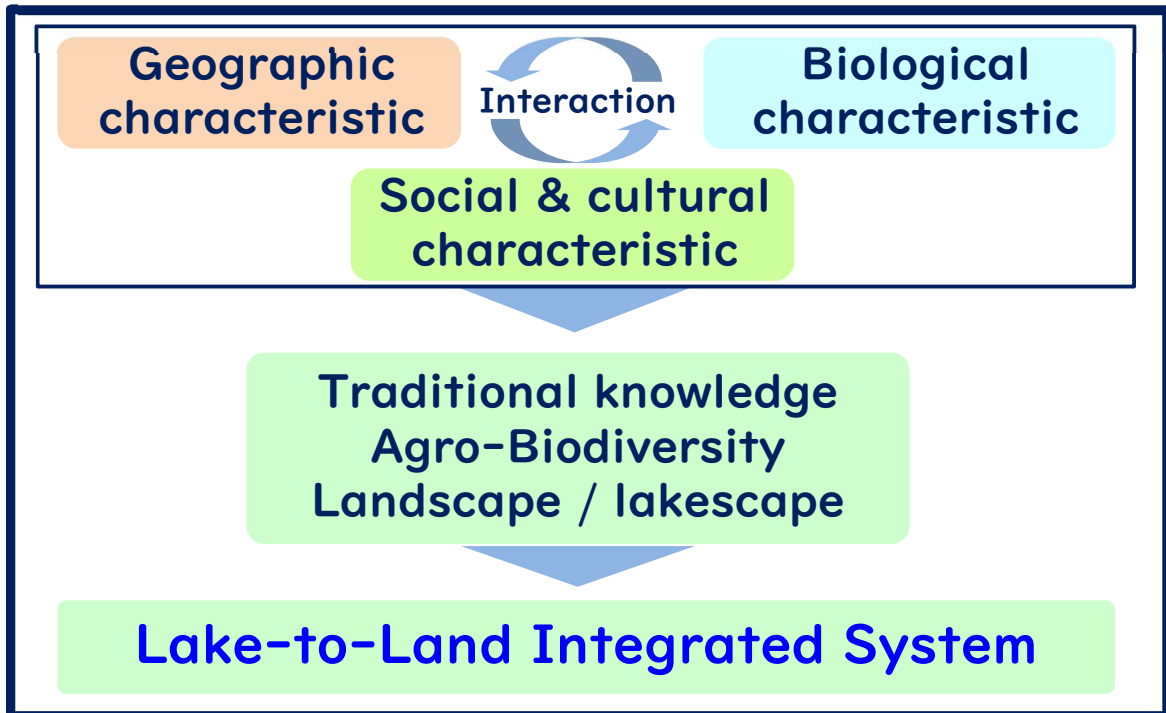 Geographic
characteristic
Interaction
Biological
characteristic
Social & cultural
characteristic
Traditional knowledge
Agro-Biodiversity
Landscape / lakescape
Lake-to-Land Integrated System